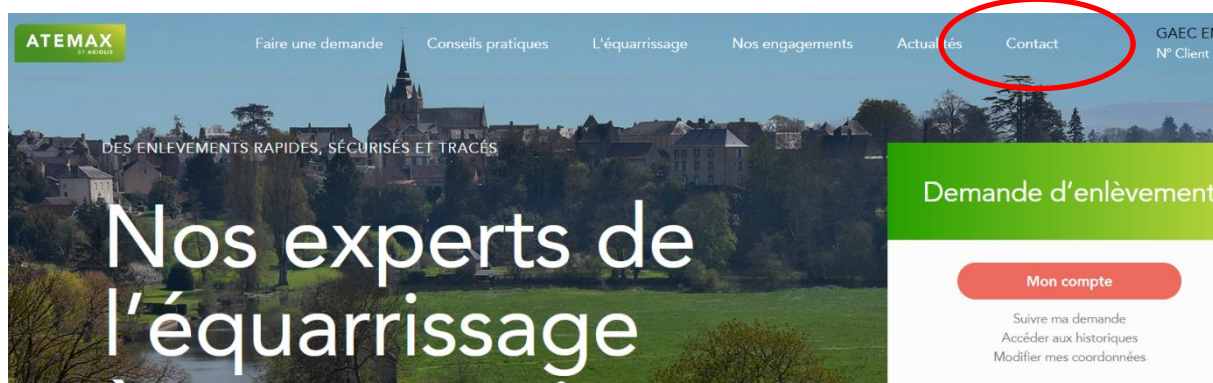 ATEMAX
BY AKIOLIS
Faire une demande
Conseils pratiques
L'équarrissage
Nos engagements
Actualités
Contact
GAEC
N° Client
DES ENLEVEMENTS RAPIDES, SÉCURISÉS ET TRACÉS
Nos experts de
l'équarrissage
Demande d'enlèvement
Mon compte
Suivre ma demande
Accéder aux historiques
Modifier mes coordonnées